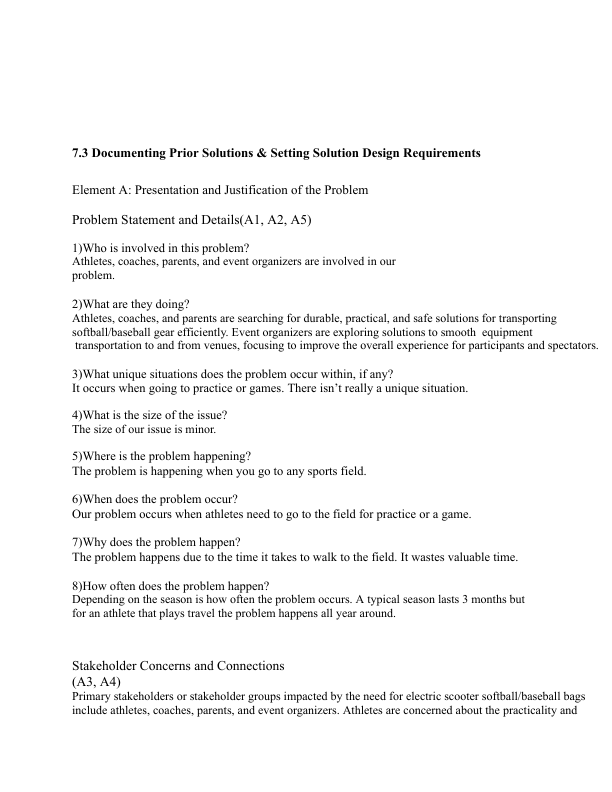 7.3 Documenting Prior Solutions & Setting Solution Design Requirements
Element A: Presentation and Justification of the Problem
Problem Statement and Details(A1, A2, A5)
1)Who is involved in this problem?
Athletes, coaches, parents, and event organizers are involved in our
problem.
2)What are they doing?
Athletes, coaches, and parents are searching for durable, practical, and safe solutions for transporting
softball/baseball gear efficiently. Event organizers are exploring solutions to smooth  equipment
transportation to and from venues, focusing to improve the overall experience for participants and spectators.
3)What unique situations does the problem occur within, if any?
It occurs when going to practice or games. There isn’t really a unique situation.
4)What is the size of the issue?
The size of our issue is minor.
5)Where is the problem happening?
The problem is happening when you go to any sports field.
6)When does the problem occur?
Our problem occurs when athletes need to go to the field for practice or a game.
7)Why does the problem happen?
The problem happens due to the time it takes to walk to the field. It wastes valuable time.
8)How often does the problem happen?
Depending on the season is how often the problem occurs. A typical season lasts 3 months but
for an athlete that plays travel the problem happens all year around.
Stakeholder Concerns and Connections
(A3, A4)
Primary stakeholders or stakeholder groups impacted by the need for electric scooter softball/baseball bags
include athletes, coaches, parents, and event organizers. Athletes are concerned about the practicality and